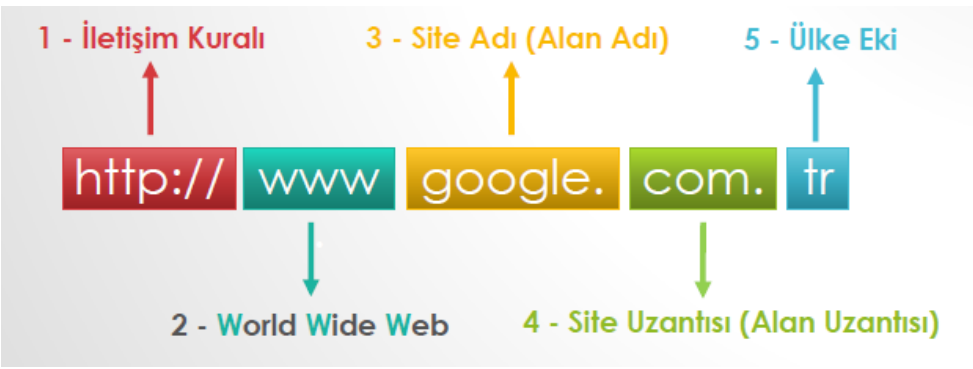 1 - İletişim Kuralı
3 - Site Adı (Alan Adı)
5 - Ülke Eki
http:// www google. com. tr
2 - World Wide Web
4 - Site Uzantısı (Alan Uzantısı)